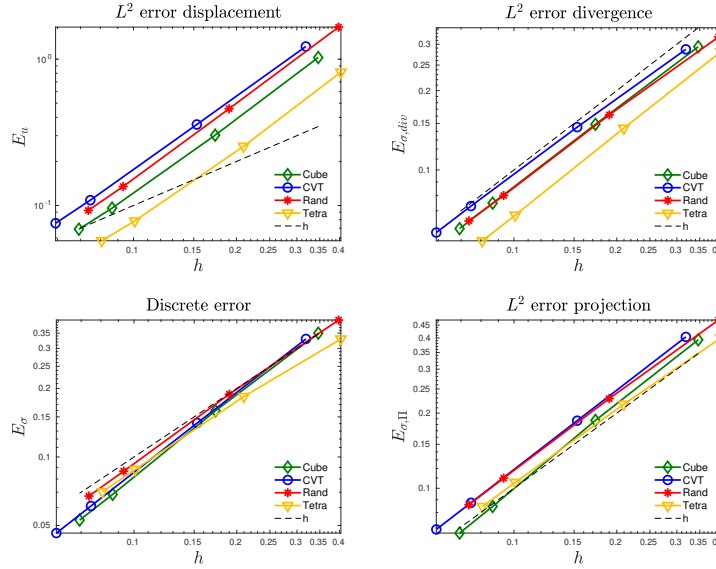 L² error displacement
E_u
10⁰
10⁻¹
0.1
0.15
0.2
0.25
0.3
0.35
0.4
h
Cube
CVT
Rand
Tetra
h
L² error divergence
E_σ,div
0.3
0.25
0.2
0.15
0.1
0.1
0.15
0.2
0.25
0.3
0.35
h
Cube
CVT
Rand
Tetra
h
Discrete error
E_σ
0.35
0.3
0.25
0.2
0.15
0.1
0.05
0.1
0.15
0.2
0.25
0.3
0.35
0.4
h
Cube
CVT
Rand
Tetra
h
L² error projection
E_σ,Π
0.45
0.4
0.35
0.3
0.25
0.2
0.15
0.1
0.1
0.15
0.2
0.25
0.3
0.35
h
Cube
CVT
Rand
Tetra
h